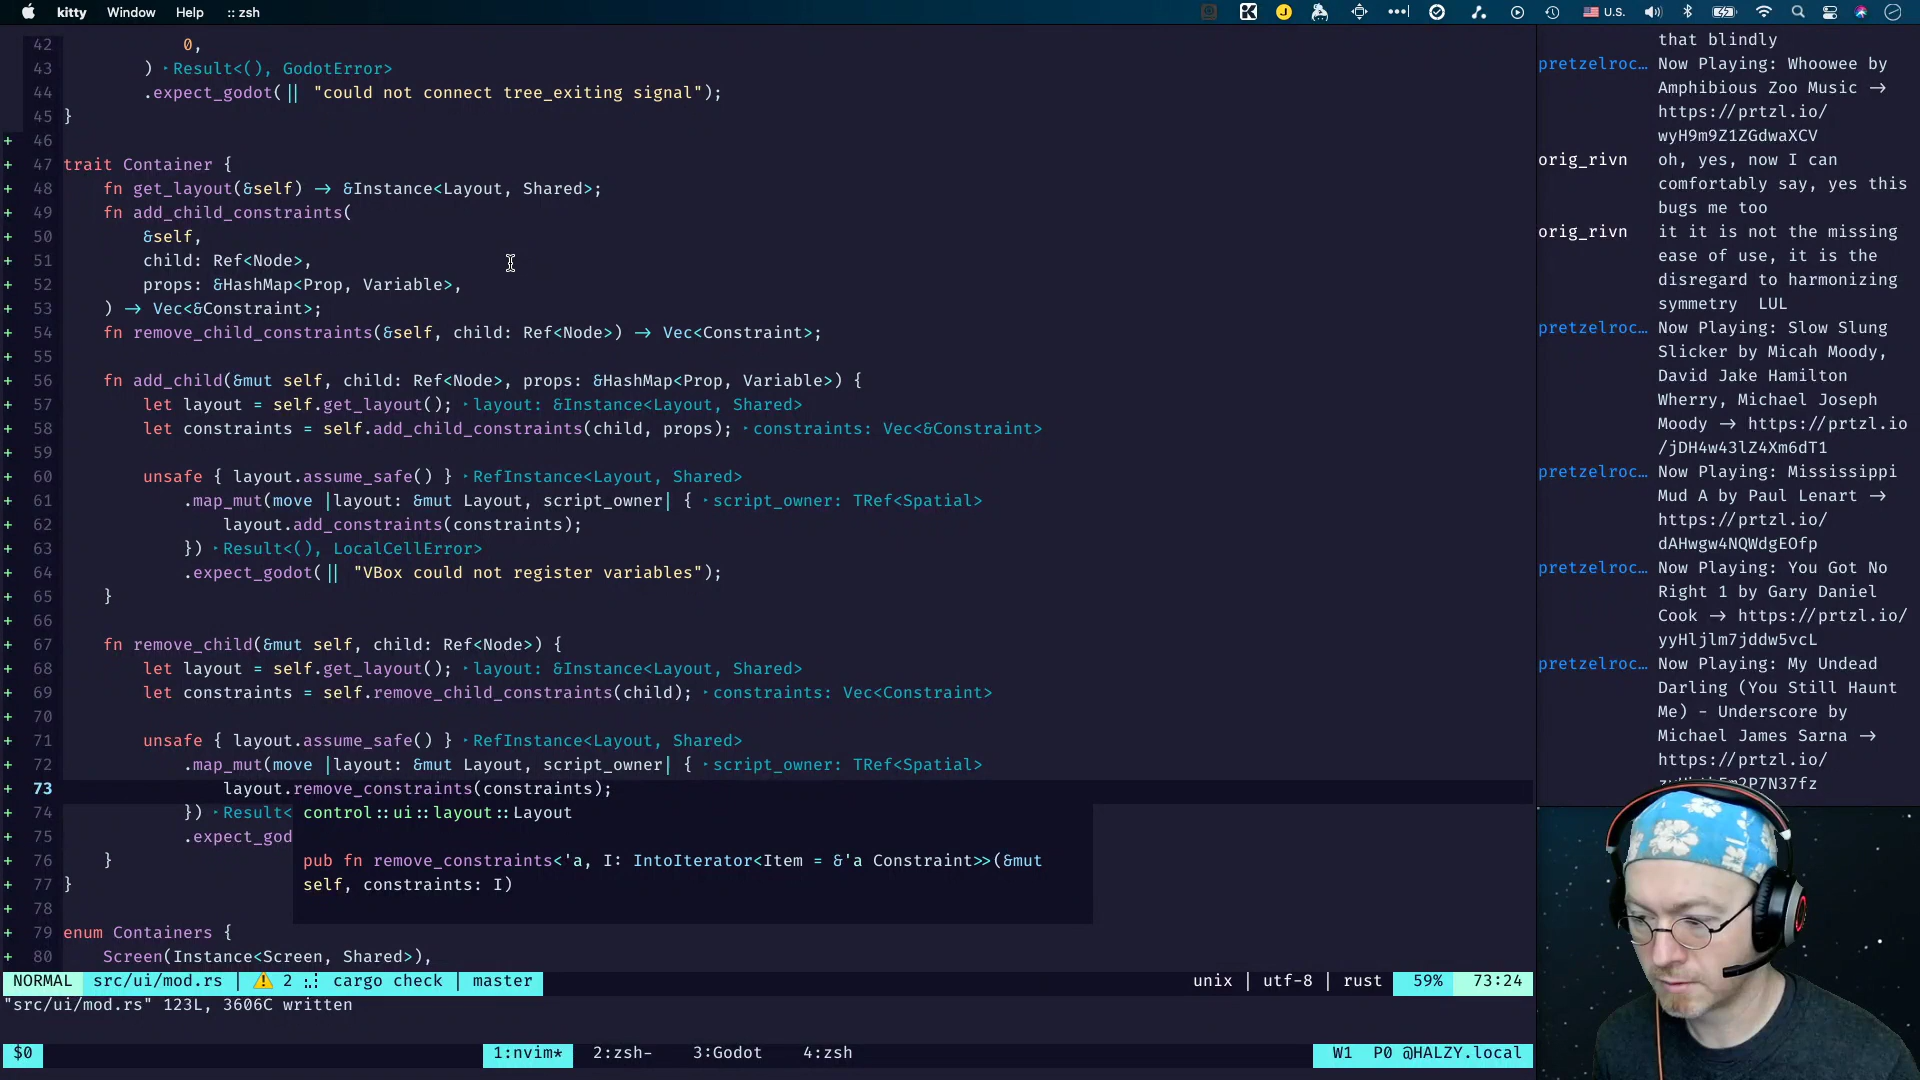 kitty Window Help :: zsh
U.S.
42 0,
43 ) ‣ Result<(), GodotError>
44 .expect_godot(|| "could not connect tree_exiting signal");
45 }
+ 46
+ 47 trait Container {
+ 48 fn get_layout(&self) → &Instance<Layout, Shared>;
+ 49 fn add_child_constraints(
+ 50 &self,
+ 51 child: Ref<Node>,
+ 52 props: &HashMap<Prop, Variable>,
+ 53 ) → Vec<&Constraint>;
+ 54 fn remove_child_constraints(&self, child: Ref<Node>) → Vec<Constraint>;
+ 55
+ 56 fn add_child(&mut self, child: Ref<Node>, props: &HashMap<Prop, Variable>) {
+ 57 let layout = self.get_layout(); ‣ layout: &Instance<Layout, Shared>
+ 58 let constraints = self.add_child_constraints(child, props); ‣ constraints: Vec<&Constraint>
+ 59
+ 60 unsafe { layout.assume_safe() } ‣ RefInstance<Layout, Shared>
+ 61 .map_mut(move |layout: &mut Layout, script_owner| { ‣ script_owner: TRef<Spatial>
+ 62 layout.add_constraints(constraints);
+ 63 }) ‣ Result<(), LocalCellError>
+ 64 .expect_godot(|| "VBox could not register variables");
+ 65 }
+ 66
+ 67 fn remove_child(&mut self, child: Ref<Node>) {
+ 68 let layout = self.get_layout(); ‣ layout: &Instance<Layout, Shared>
+ 69 let constraints = self.remove_child_constraints(child); ‣ constraints: Vec<Constraint>
+ 70
+ 71 unsafe { layout.assume_safe() } ‣ RefInstance<Layout, Shared>
+ 72 .map_mut(move |layout: &mut Layout, script_owner| { ‣ script_owner: TRef<Spatial>
+ 73 layout.remove_constraints(constraints);
+ 74 }) ‣ Result<
control::ui::layout::Layout
+ 75 .expect_god
+ 76 }
pub fn remove_constraints<'a, I: IntoIterator<Item = &'a Constraint>>(&mut
+ 77 }
self, constraints: I)
+ 78
+ 79 enum Containers {
+ 80 Screen(Instance<Screen, Shared>),
NORMAL src/ui/mod.rs | ⚠ 2 cargo check | master unix | utf-8 | rust 59% 73:24
"src/ui/mod.rs" 123L, 3606C written
$0 1:nvim* 2:zsh- 3:Godot 4:zsh W1 P0 @HALZY.local
that blindly
pretzelroc… Now Playing: Whoowee by
Amphibious Zoo Music →
https://prtzl.io/
wyH9m9Z1ZGdwaXCV
orig_rivn oh, yes, now I can
comfortably say, yes this
bugs me too
orig_rivn it it is not the missing
ease of use, it is the
disregard to harmonizing
symmetry LUL
pretzelroc… Now Playing: Slow Slung
Slicker by Micah Moody,
David Jake Hamilton
Wherry, Michael Joseph
Moody → https://prtzl.io
/jDH4w43lZ4Xm6dT1
pretzelroc… Now Playing: Mississippi
Mud A by Paul Lenart →
https://prtzl.io/
dAHwgw4NQWdgEOfp
pretzelroc… Now Playing: You Got No
Right 1 by Gary Daniel
Cook → https://prtzl.io/
yyHljlm7jddw5vcL
pretzelroc… Now Playing: My Undead
Darling (You Still Haunt
Me) - Underscore by
Michael James Sarna →
https://prtzl.io/